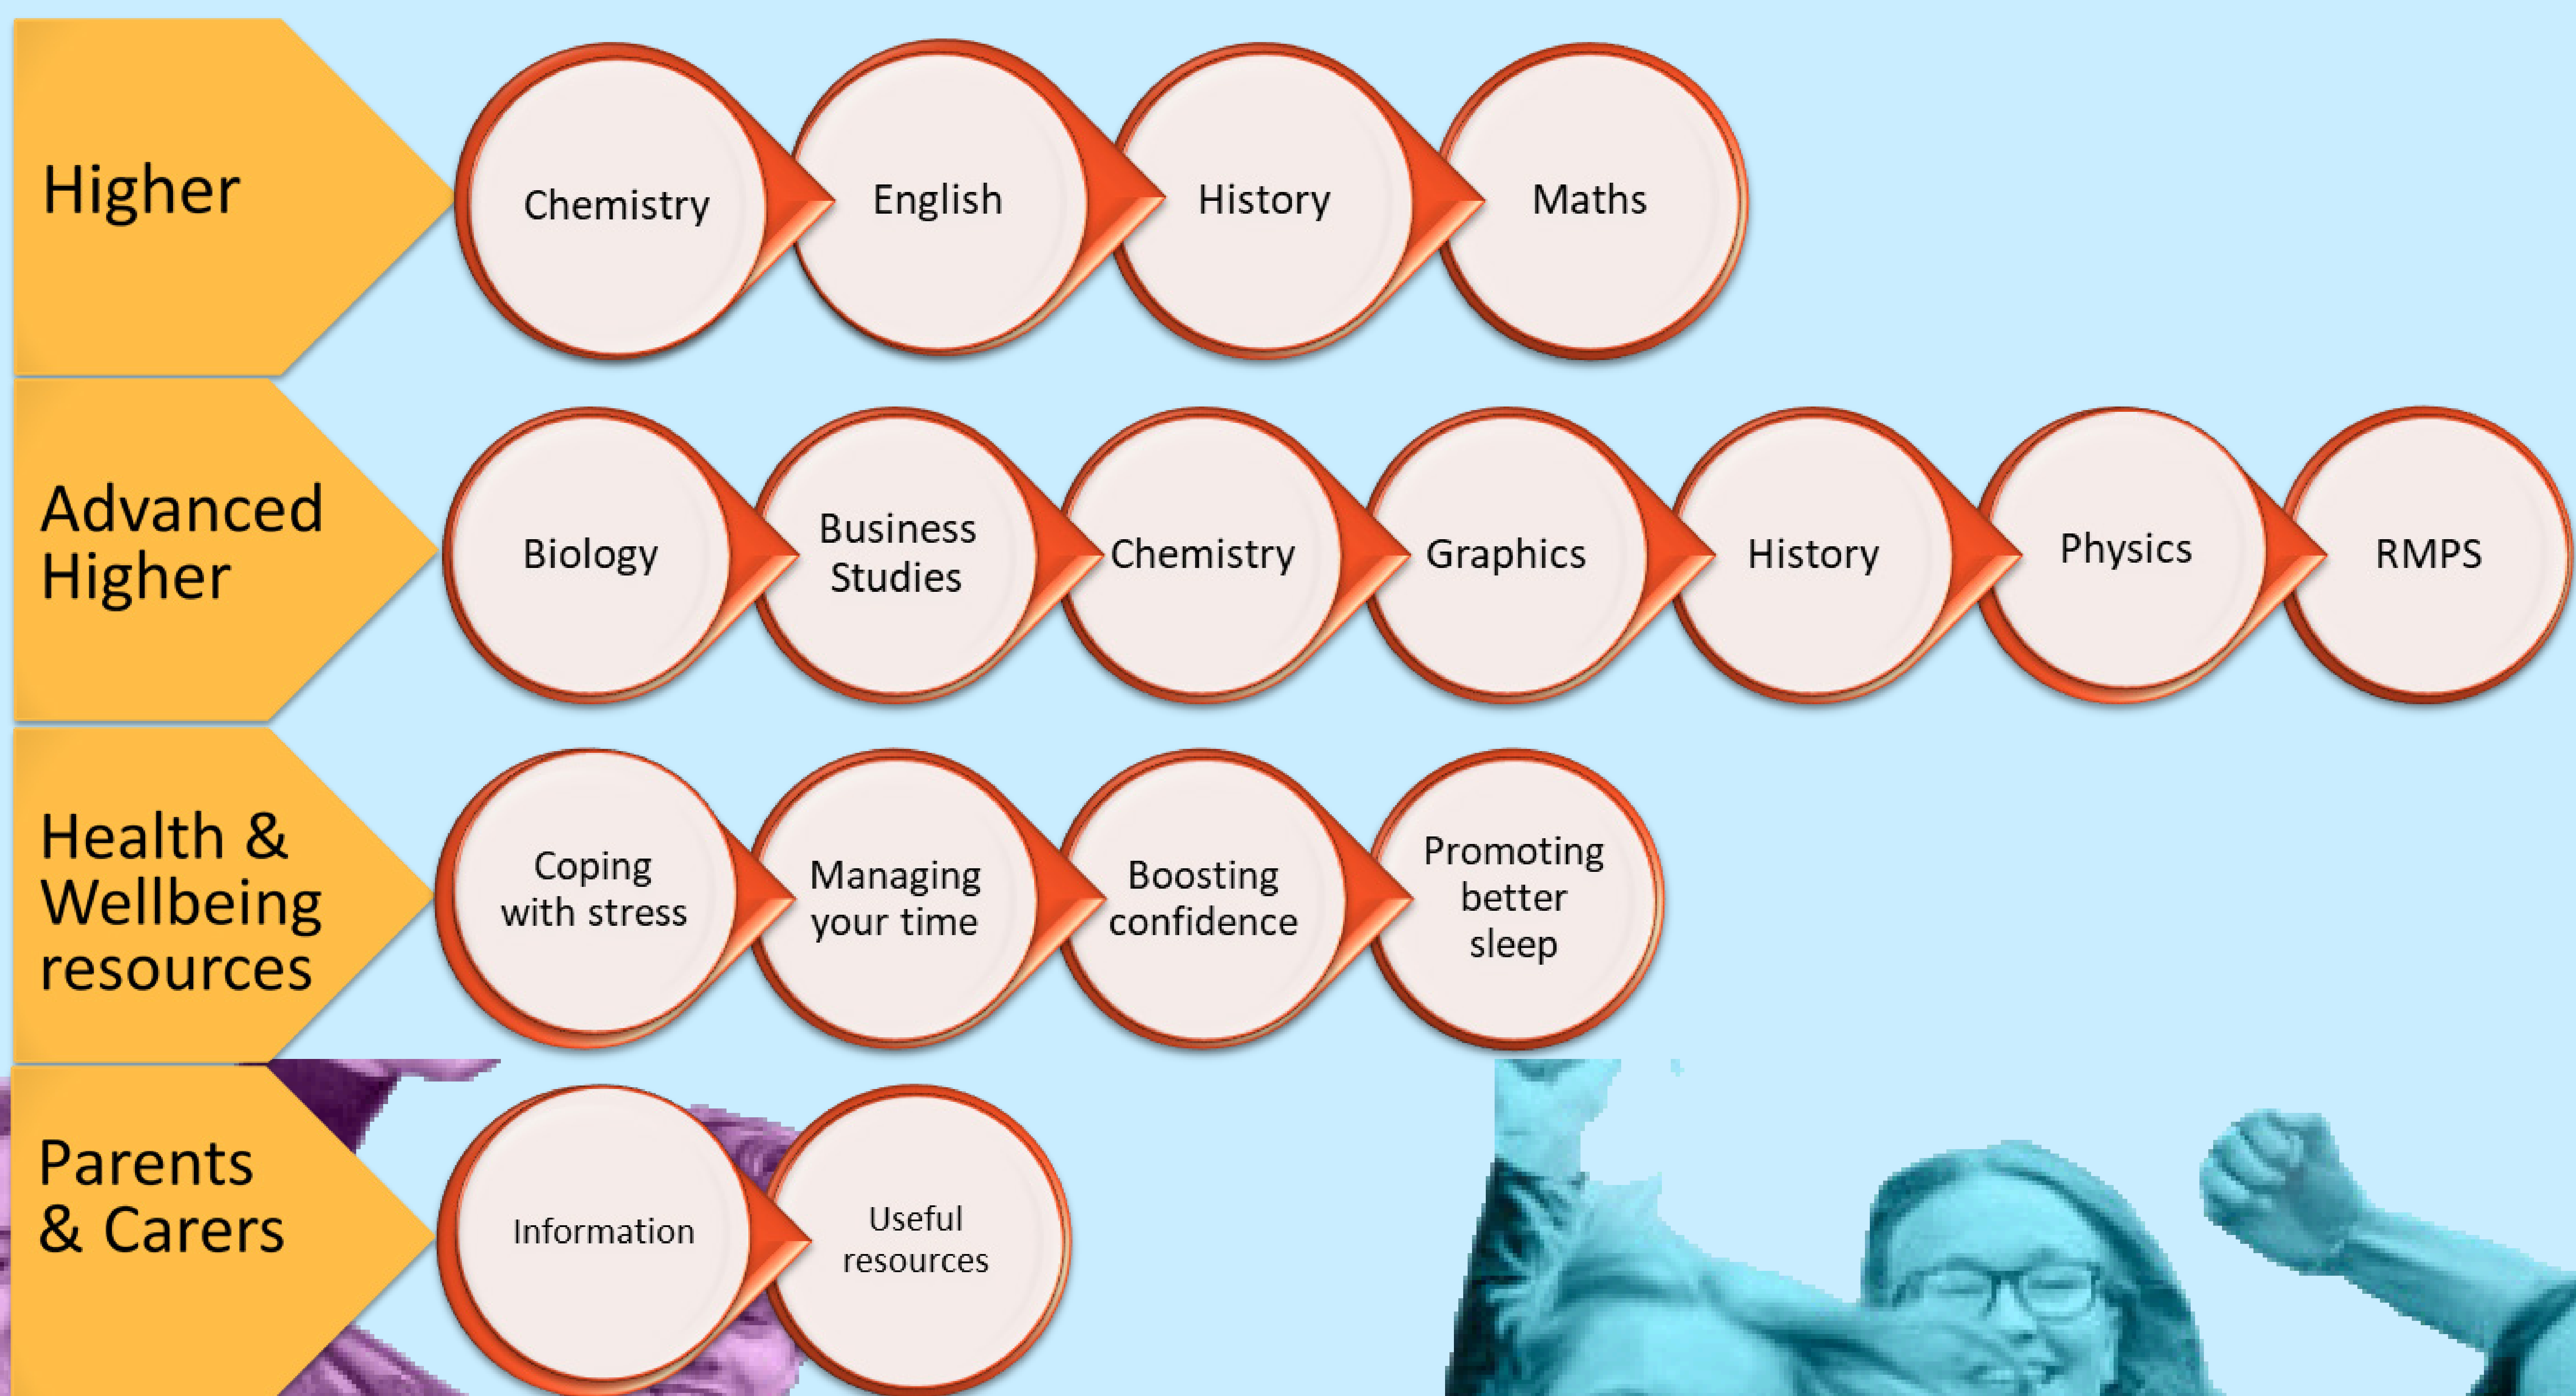 Higher
Chemistry
English
History
Maths
Advanced
Higher
Biology
Business
Studies
Chemistry
Graphics
History
Physics
RMPS
Health &
Wellbeing
resources
Coping
with stress
Managing
your time
Boosting
confidence
Promoting
better
sleep
Parents
& Carers
Information
Useful
resources